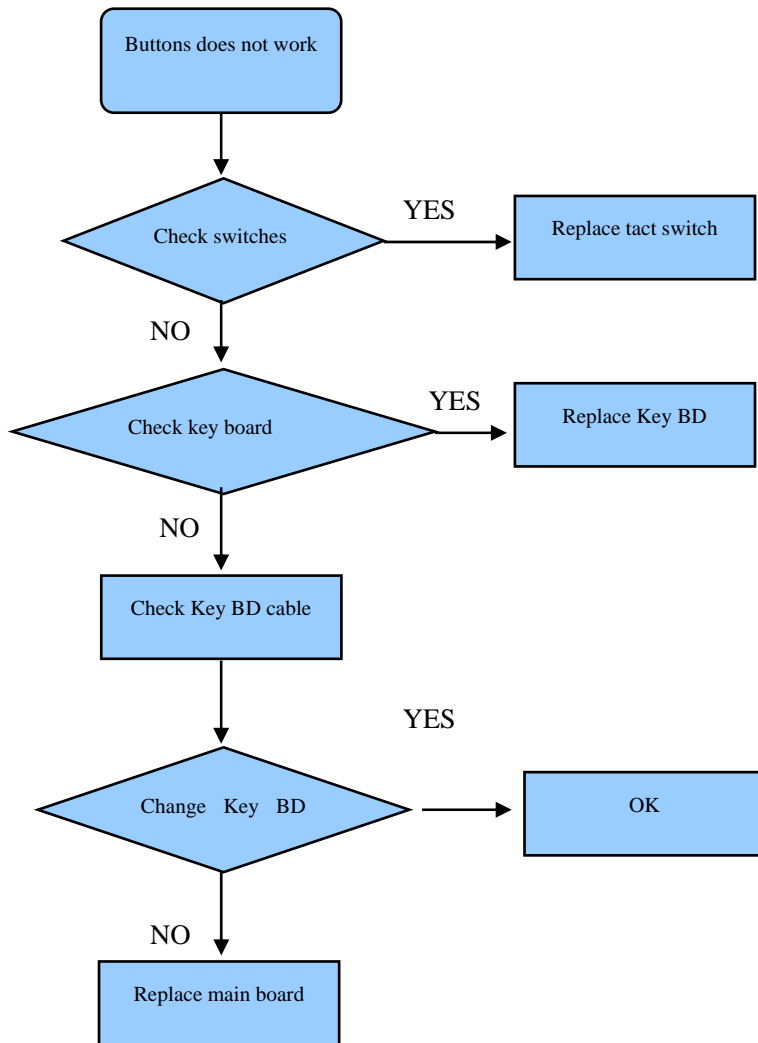 Buttons does not work
YES
Check switches
Replace tact switch
NO
YES
Check key board
Replace Key BD
NO
Check Key BD cable
YES
Change Key BD
OK
NO
Replace main board